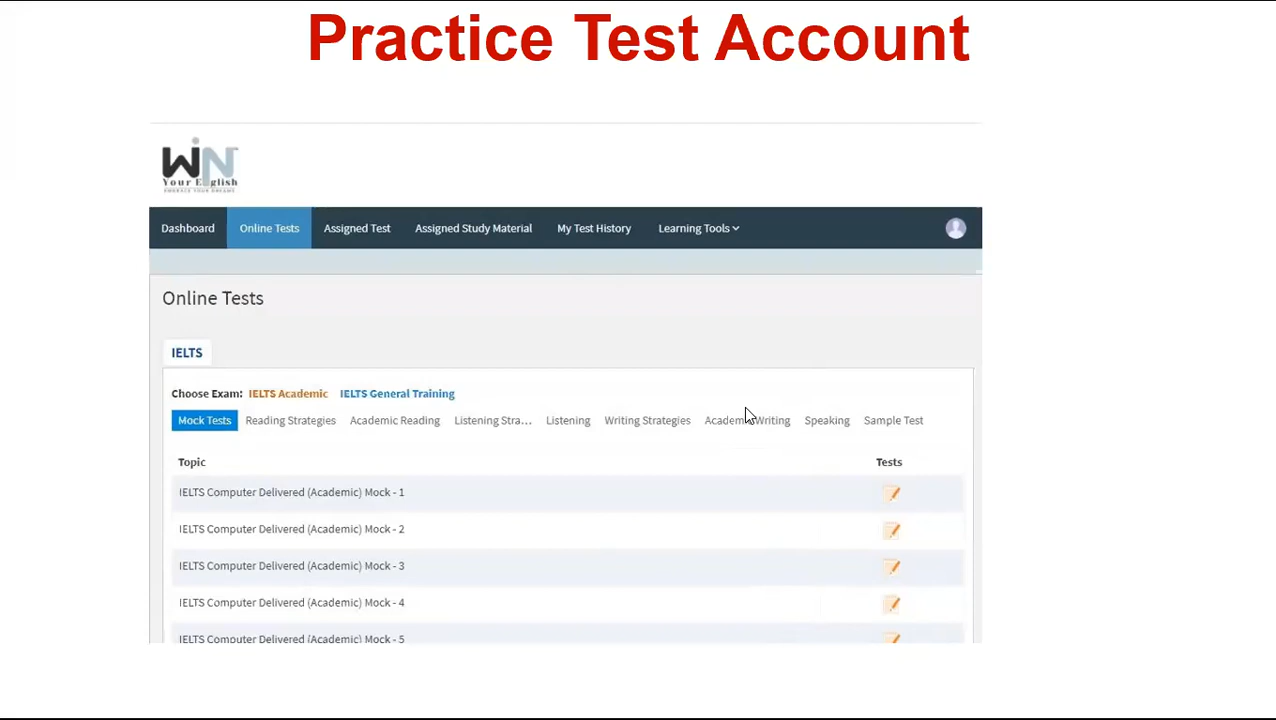 Practice Test Account
WiN
Your English
EMBRACE YOUR DREAMS
Dashboard Online Tests Assigned Test Assigned Study Material My Test History Learning Tools
Online Tests
IELTS
Choose Exam: IELTS Academic IELTS General Training
Mock Tests Reading Strategies Academic Reading Listening Stra... Listening Writing Strategies Academic Writing Speaking Sample Test
Topic Tests
IELTS Computer Delivered (Academic) Mock - 1
IELTS Computer Delivered (Academic) Mock - 2
IELTS Computer Delivered (Academic) Mock - 3
IELTS Computer Delivered (Academic) Mock - 4
IELTS Computer Delivered (Academic) Mock - 5